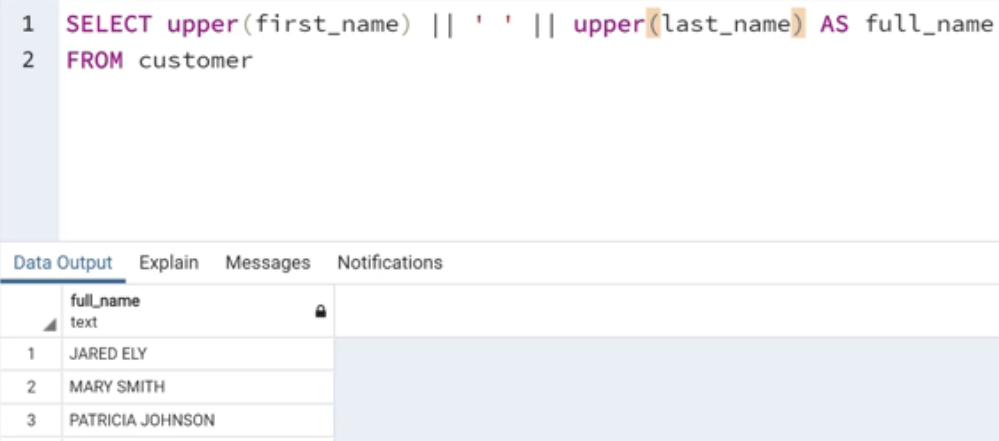 1 SELECT upper(first_name) || ' ' || upper(last_name) AS full_name
2 FROM customer
Data Output Explain Messages Notifications
full_name
text
1 JARED ELY
2 MARY SMITH
3 PATRICIA JOHNSON